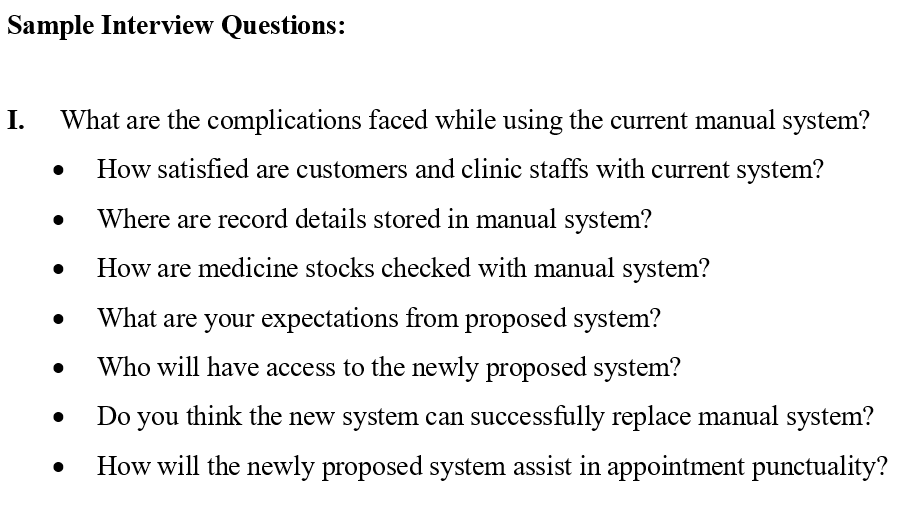 Sample Interview Questions:
I. What are the complications faced while using the current manual system?
• How satisfied are customers and clinic staffs with current system?
• Where are record details stored in manual system?
• How are medicine stocks checked with manual system?
• What are your expectations from proposed system?
• Who will have access to the newly proposed system?
• Do you think the new system can successfully replace manual system?
• How will the newly proposed system assist in appointment punctuality?